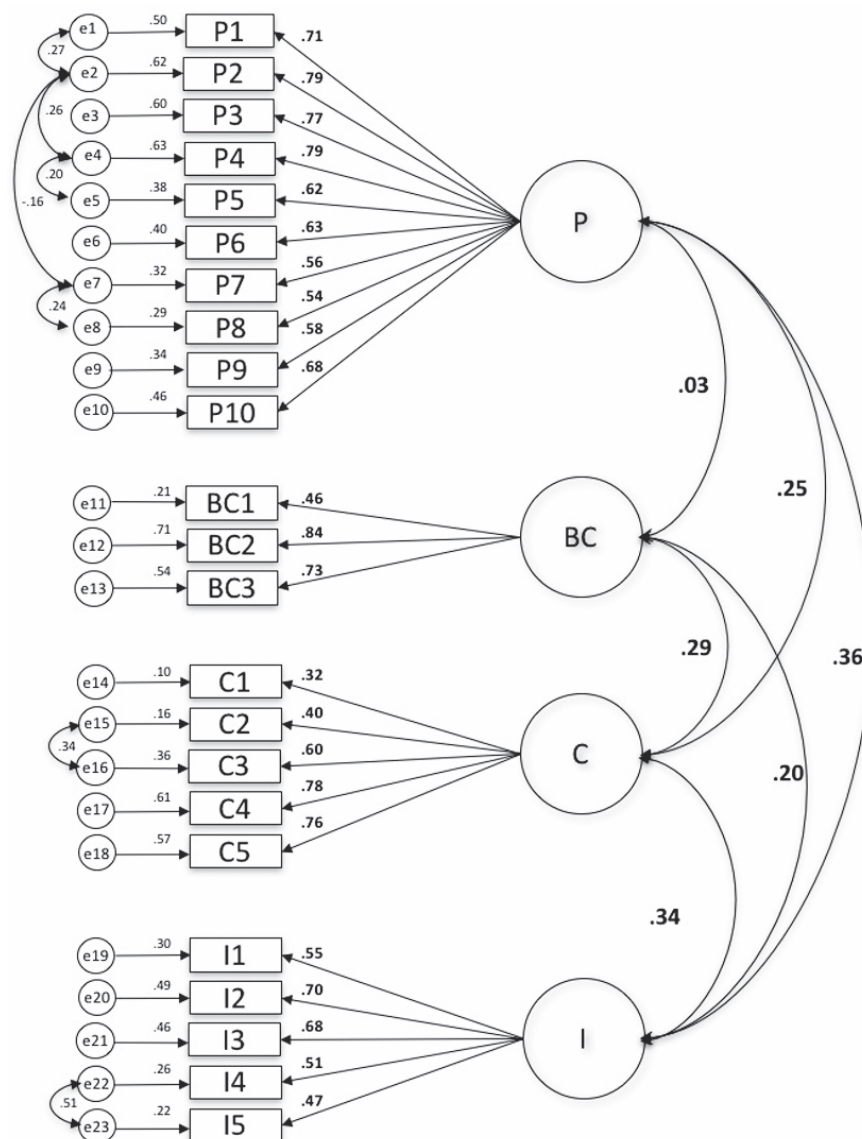 e1 .50 P1 .71
.27
e2 .62 P2 .79
e3 .60 P3 .77
.26
e4 .63 P4 .79
.20
e5 .38 P5 .62
-.16
e6 .40 P6 .63
e7 .32 P7 .56
.24
e8 .29 P8 .54
e9 .34 P9 .58
e10 .46 P10 .68
P
.03
.25
.36
e11 .21 BC1 .46
e12 .71 BC2 .84
e13 .54 BC3 .73
BC
.29
.20
e14 .10 C1 .32
e15 .16 C2 .40
.34
e16 .36 C3 .60
e17 .61 C4 .78
e18 .57 C5 .76
C
.34
e19 .30 I1 .55
e20 .49 I2 .70
e21 .46 I3 .68
e22 .26 I4 .51
.51
e23 .22 I5 .47
I